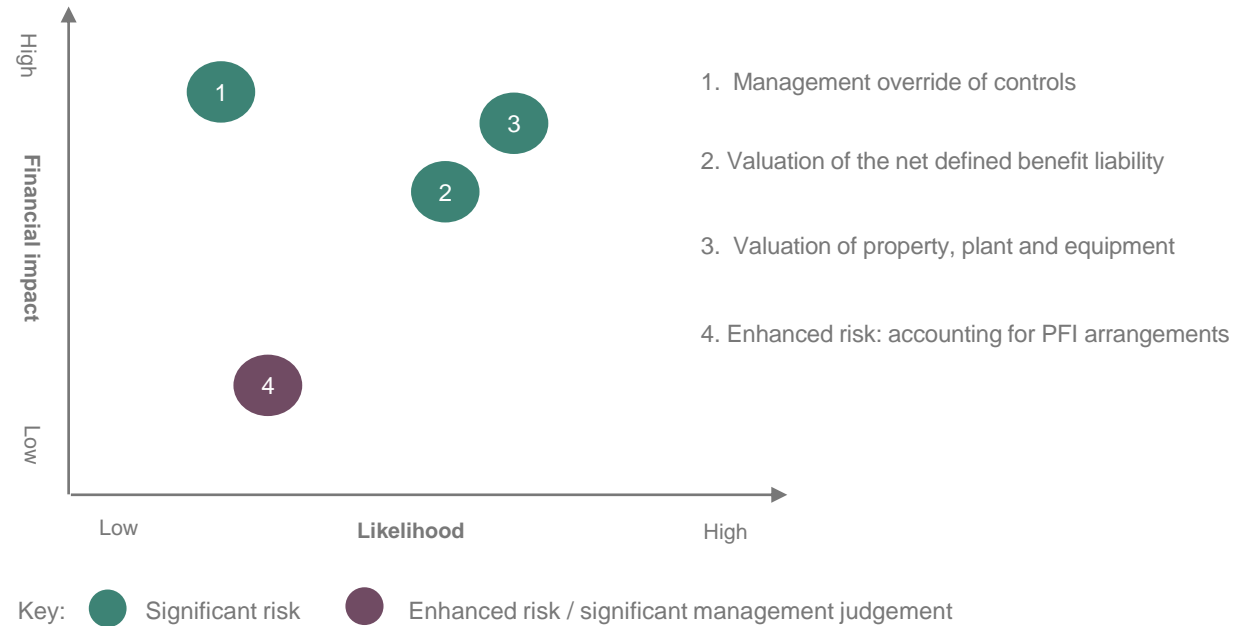 High
1
3
2
4
Financial impact
Low
Low
Likelihood
High
1. Management override of controls
2. Valuation of the net defined benefit liability
3. Valuation of property, plant and equipment
4. Enhanced risk: accounting for PFI arrangements
Key: Significant risk Enhanced risk / significant management judgement